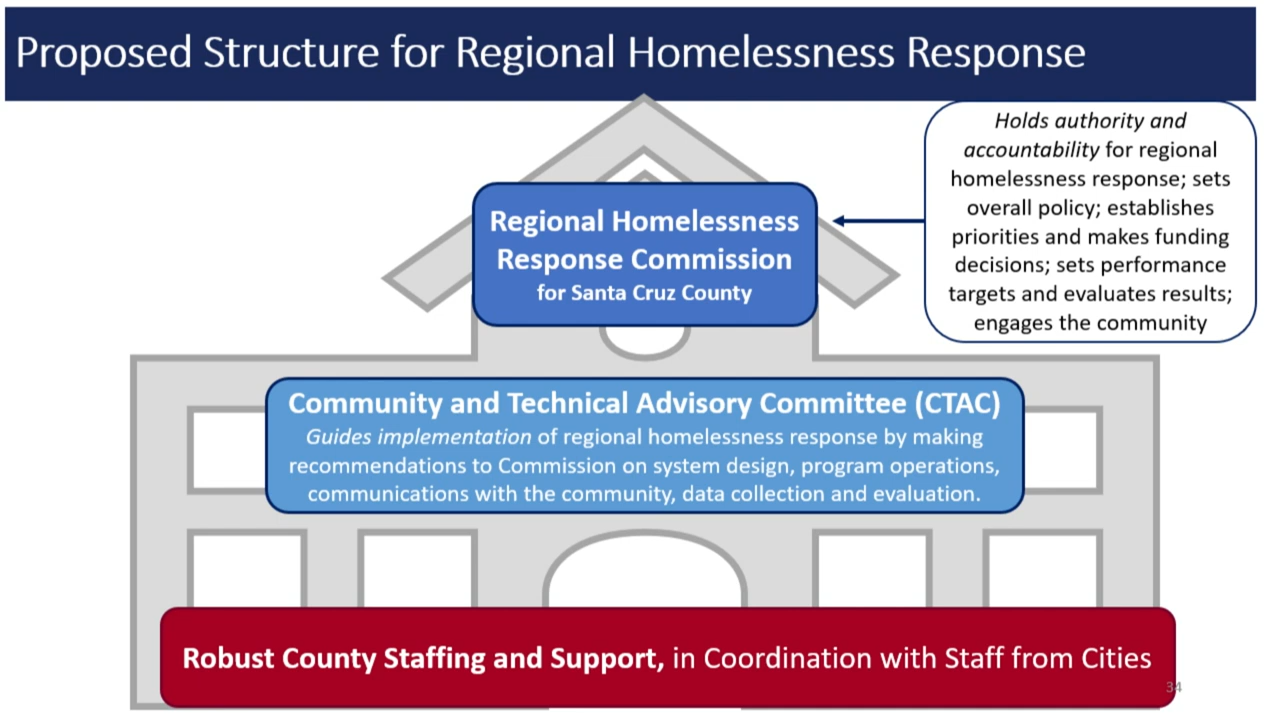 Proposed Structure for Regional Homelessness Response
Holds authority and
accountability for regional
homelessness response; sets
overall policy; establishes
priorities and makes funding
decisions; sets performance
targets and evaluates results;
engages the community
Regional Homelessness
Response Commission
for Santa Cruz County
Community and Technical Advisory Committee (CTAC)
Guides implementation of regional homelessness response by making
recommendations to Commission on system design, program operations,
communications with the community, data collection and evaluation.
Robust County Staffing and Support, in Coordination with Staff from Cities
34